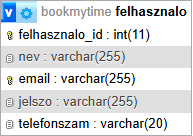 v bookmytime felhasznalo
felhasznalo_id : int(11)
nev : varchar(255)
email : varchar(255)
jelszo : varchar(255)
telefonszam : varchar(20)